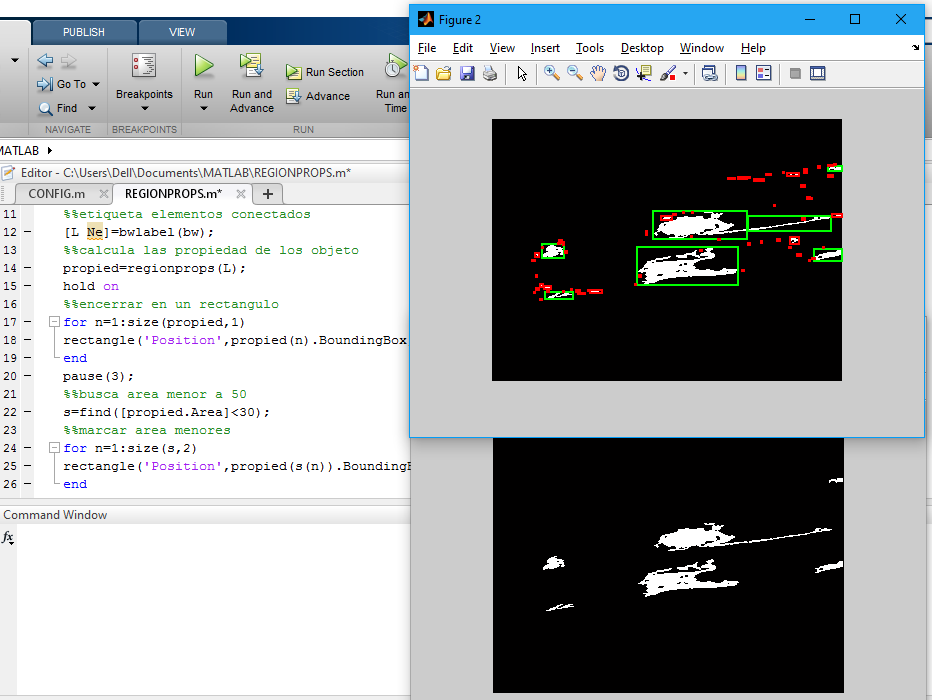 PUBLISH
VIEW
Go To
Find
Breakpoints
Run
Run and
Advance
Run Section
Advance
Run an
Time
NAVIGATE
BREAKPOINTS
RUN
MATLAB
Editor - C:\Users\Dell\Documents\MATLAB\REGIONPROPS.m*
CONFIG.m
REGIONPROPS.m*
11 %%etiqueta elementos conectados
12 – [L Ne]=bwlabel(bw);
13 %%calcula las propiedad de los objeto
14 – propied=regionprops(L);
15 – hold on
16 %%encerrar en un rectangulo
17 – for n=1:size(propied,1)
18 – rectangle('Position',propied(n).BoundingBox
19 – end
20 – pause(3);
21 %%busca area menor a 50
22 – s=find([propied.Area]<30);
23 %%marcar area menores
24 – for n=1:size(s,2)
25 – rectangle('Position',propied(s(n)).BoundingB
26 – end
Command Window
fx
Figure 2
File Edit View Insert Tools Desktop Window Help